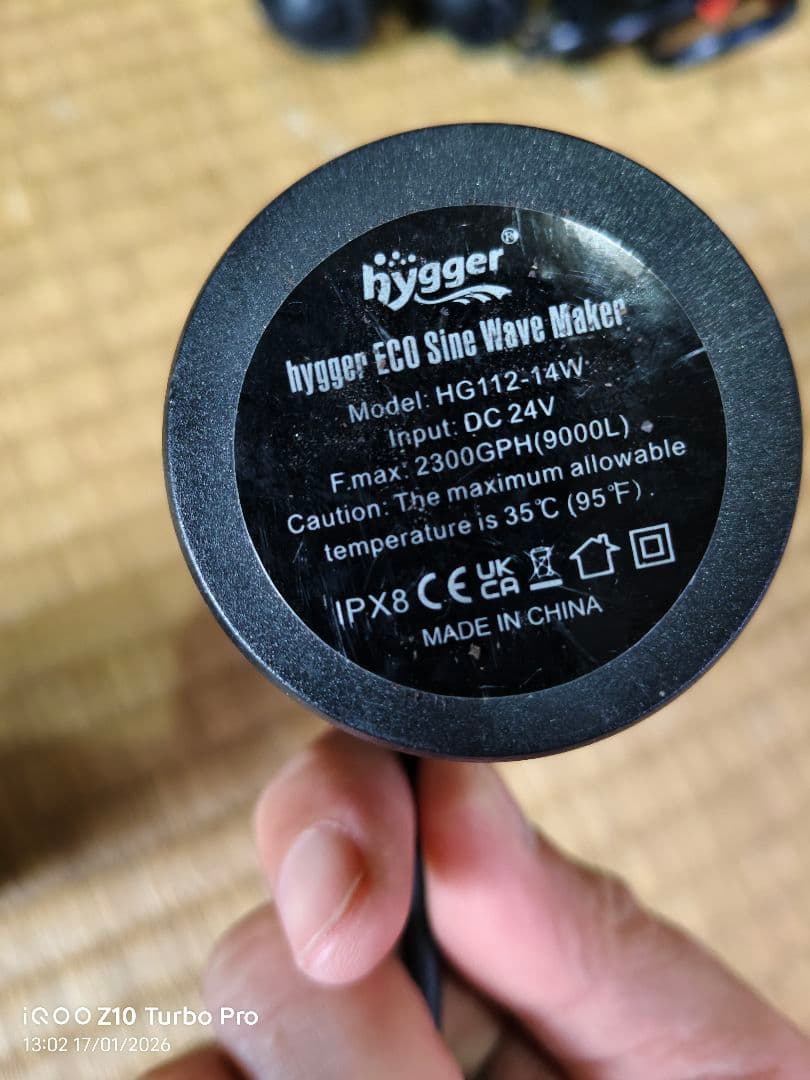 hygger®
hygger ECO Sine Wave Maker
Model: HG112-14W
Input: DC 24V
F.max: 2300GPH(9000L)
Caution: The maximum allowable
temperature is 35℃ (95℉).
IPX8 CE UK CA
MADE IN CHINA
iQOO Z10 Turbo Pro
13:02 17/01/2026